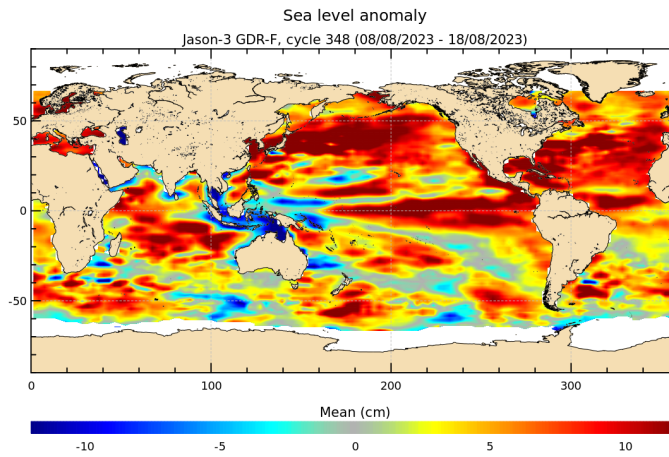 Sea level anomaly
Jason-3 GDR-F, cycle 348 (08/08/2023 - 18/08/2023)
50
0
-50
0 100 200 300
Mean (cm)
-10 -5 0 5 10